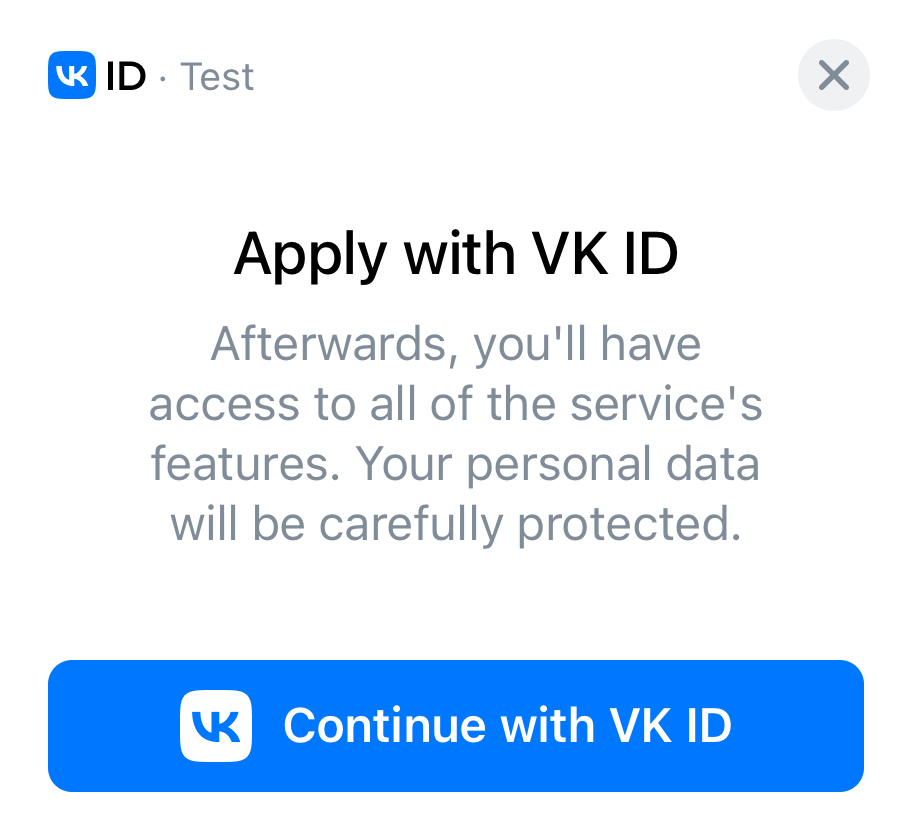 VK ID · Test
Apply with VK ID
Afterwards, you'll have
access to all of the service's
features. Your personal data
will be carefully protected.
VK Continue with VK ID